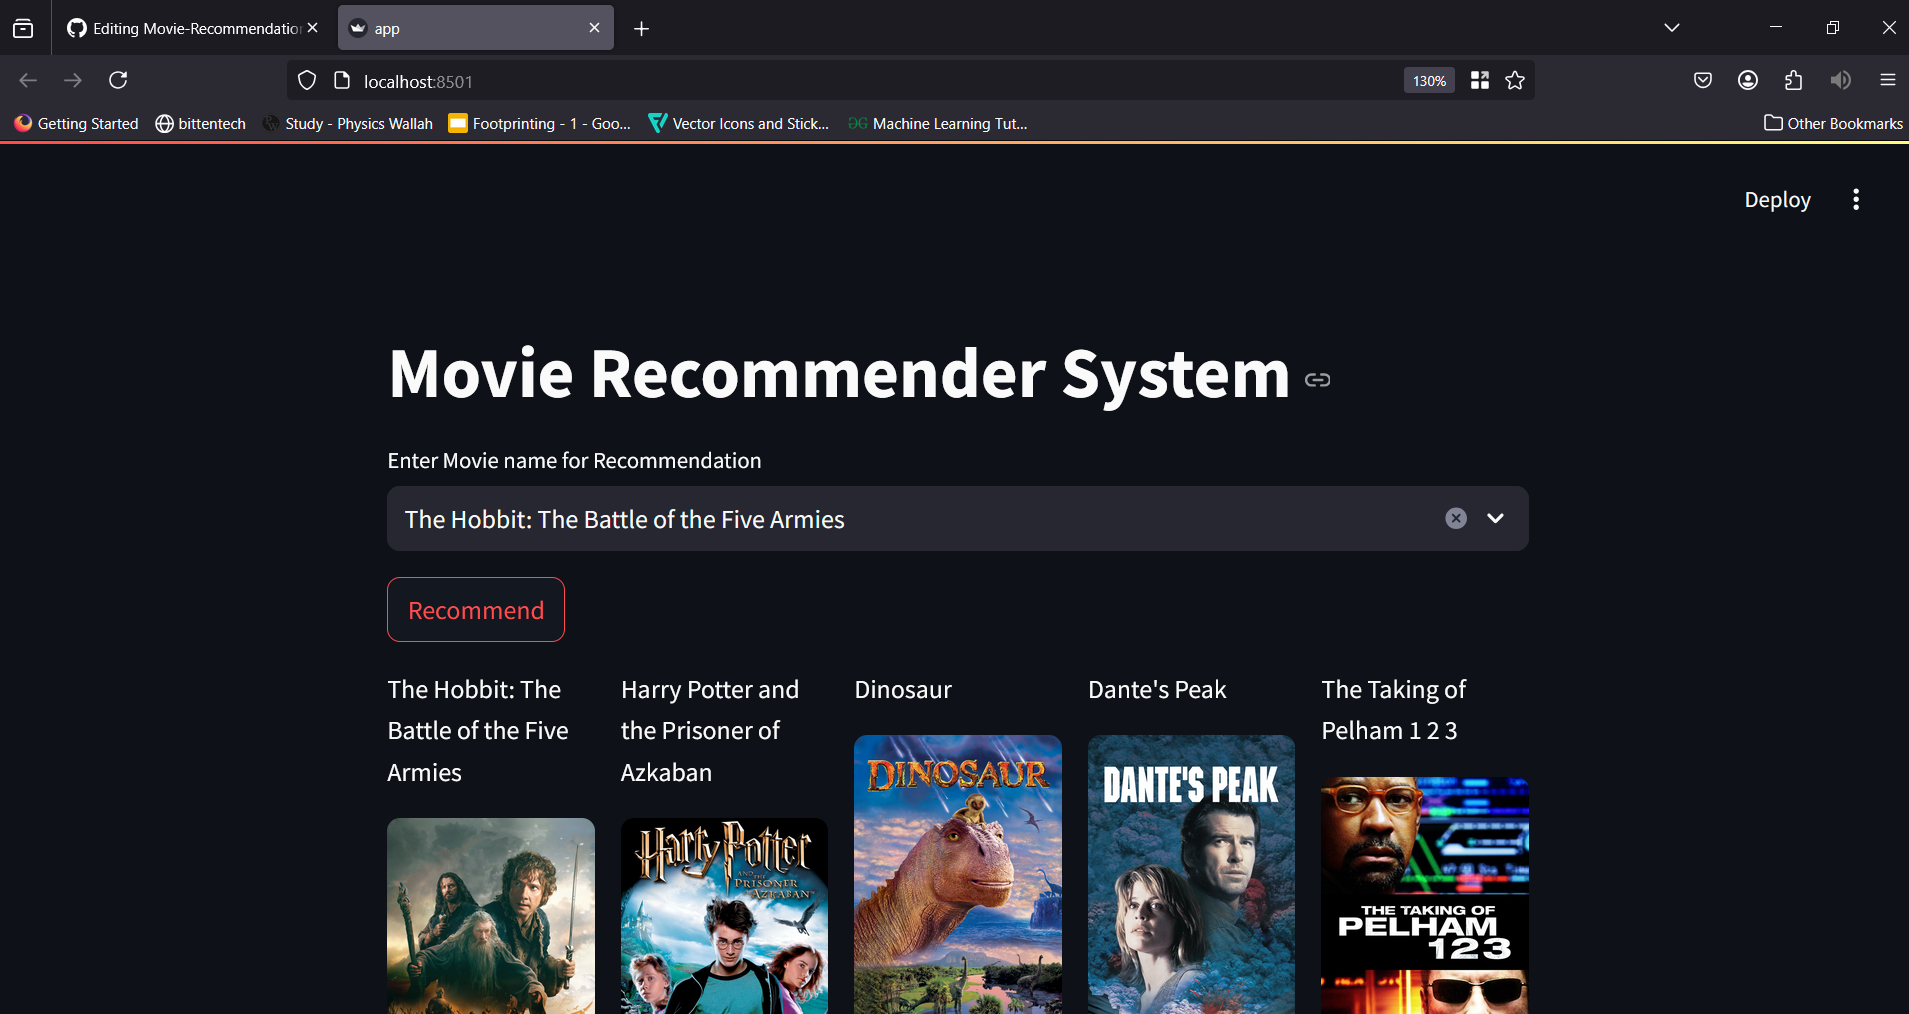 Editing Movie-Recommendation
app
localhost:8501
130%
Getting Started
bittentech
Study - Physics Wallah
Footprinting - 1 - Goo...
Vector Icons and Stick...
Machine Learning Tut...
Other Bookmarks
Deploy
Movie Recommender System
Enter Movie name for Recommendation
The Hobbit: The Battle of the Five Armies
Recommend
The Hobbit: The
Battle of the Five
Armies
Harry Potter and
the Prisoner of
Azkaban
Dinosaur
Dante's Peak
The Taking of
Pelham 1 2 3
Harry Potter
AND THE
PRISONER
OF AZKABAN
DINOSAUR
DANTE'S PEAK
THE TAKING OF
PELHAM
123